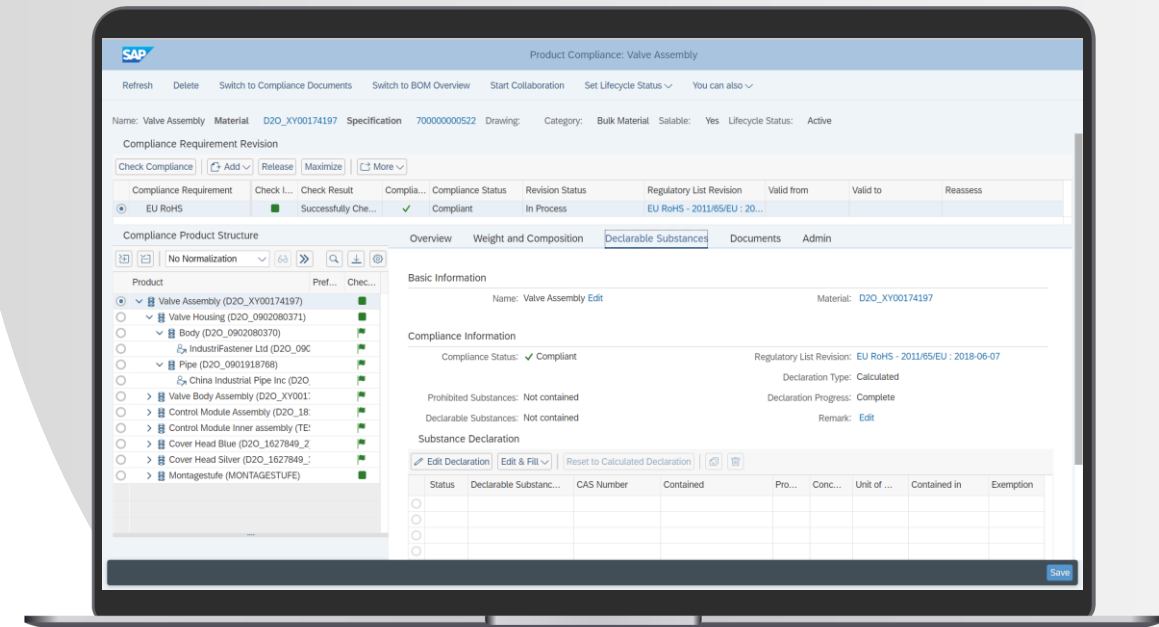 SAP
Product Compliance: Valve Assembly
Refresh Delete Switch to Compliance Documents Switch to BOM Overview Start Collaboration Set Lifecycle Status You can also
Name: Valve Assembly Material D2O_XY00174197 Specification 700000000522 Drawing: Category: Bulk Material Salable: Yes Lifecycle Status: Active
Compliance Requirement Revision
Check Compliance Add Release Maximize More
Compliance Requirement Check I... Check Result Complia... Compliance Status Revision Status Regulatory List Revision Valid from Valid to Reassess
EU RoHS Successfully Che... Compliant In Process EU RoHS - 2011/65/EU : 20...
Compliance Product Structure
Overview Weight and Composition Declarable Substances Documents Admin
No Normalization
Product Pref... Chec...
Valve Assembly (D2O_XY00174197)
Valve Housing (D2O_0902080371)
Body (D2O_0902080370)
IndustriFastener Ltd (D2O_090
Pipe (D2O_0901918768)
China Industrial Pipe Inc (D2O
Valve Body Assembly (D2O_XY001
Control Module Assembly (D2O_18
Control Module Inner assembly (TE
Cover Head Blue (D2O_1627849_2
Cover Head Silver (D2O_1627849_
Montagestufe (MONTAGESTUFE)
Basic Information
Name: Valve Assembly Edit Material: D2O_XY00174197
Compliance Information
Compliance Status: Compliant Regulatory List Revision: EU RoHS - 2011/65/EU : 2018-06-07
Declaration Type: Calculated
Prohibited Substances: Not contained Declaration Progress: Complete
Declarable Substances: Not contained Remark: Edit
Substance Declaration
Edit Declaration Edit & Fill Reset to Calculated Declaration
Status Declarable Substanc... CAS Number Contained Pro... Conc... Unit of ... Contained in Exemption
Save